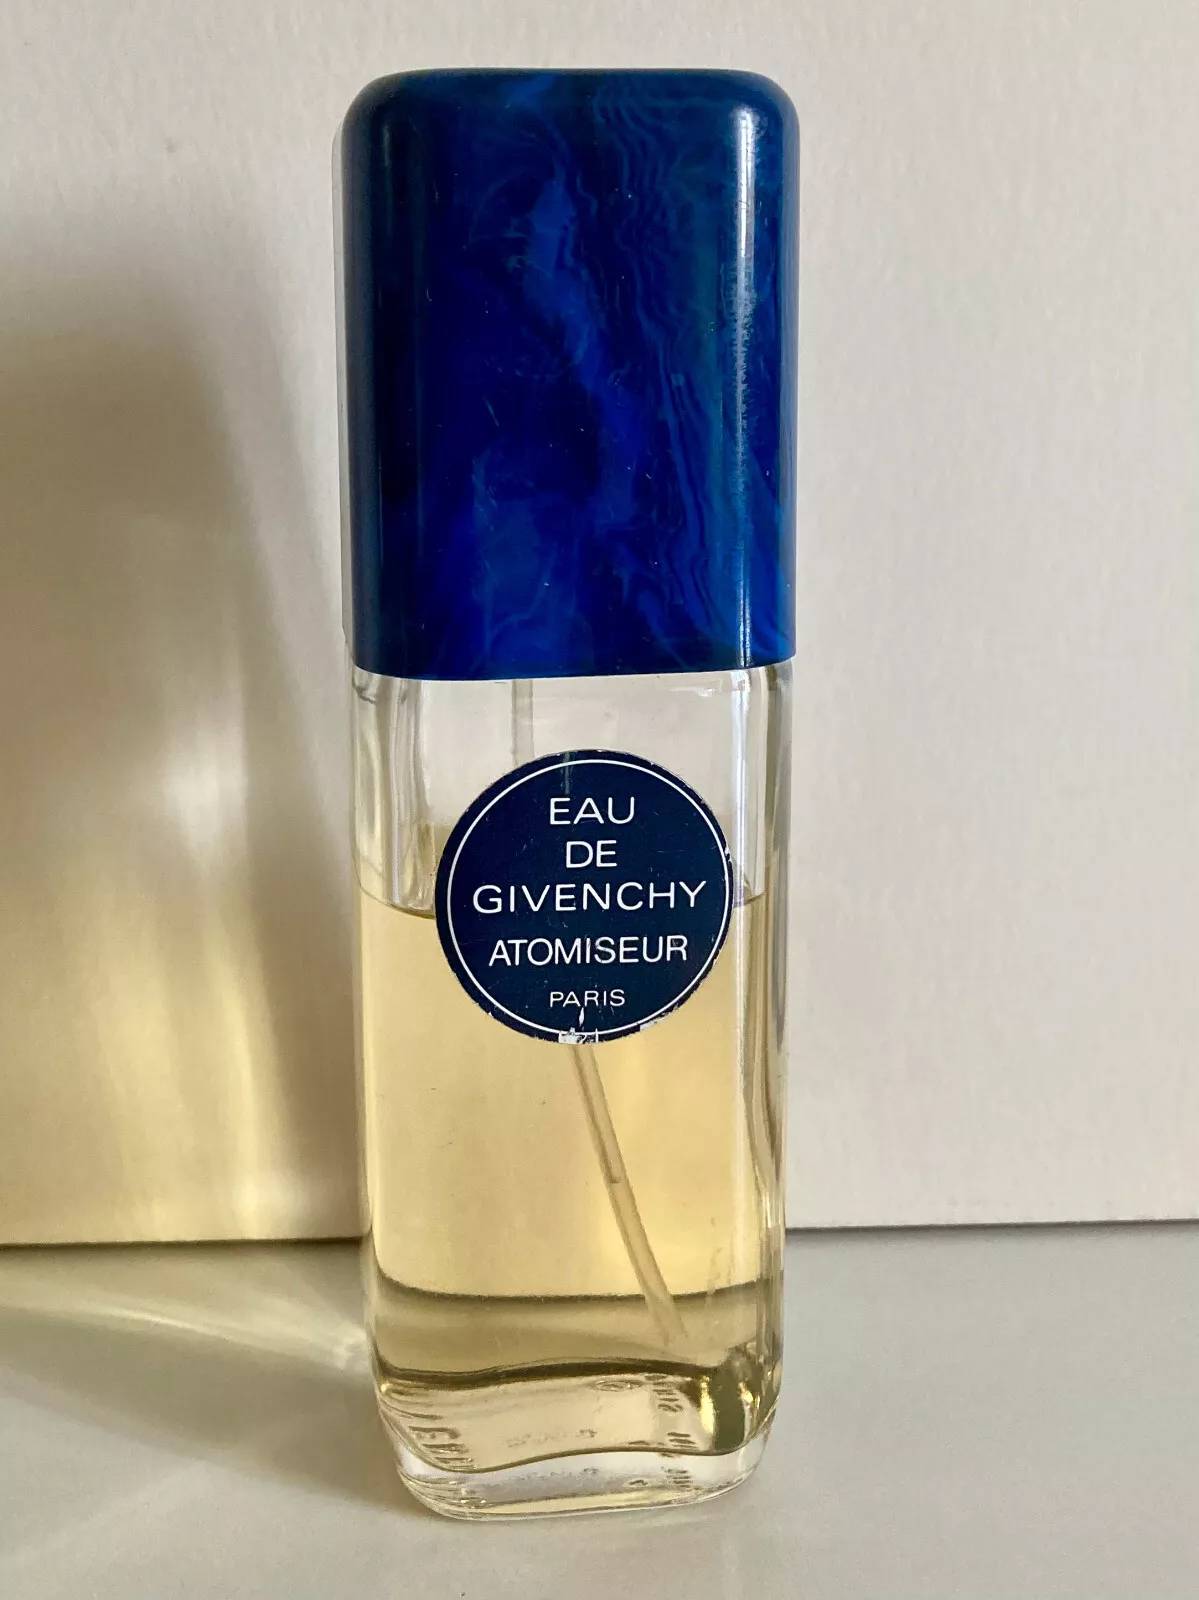 EAU
DE
GIVENCHY
ATOMISEUR
PARIS